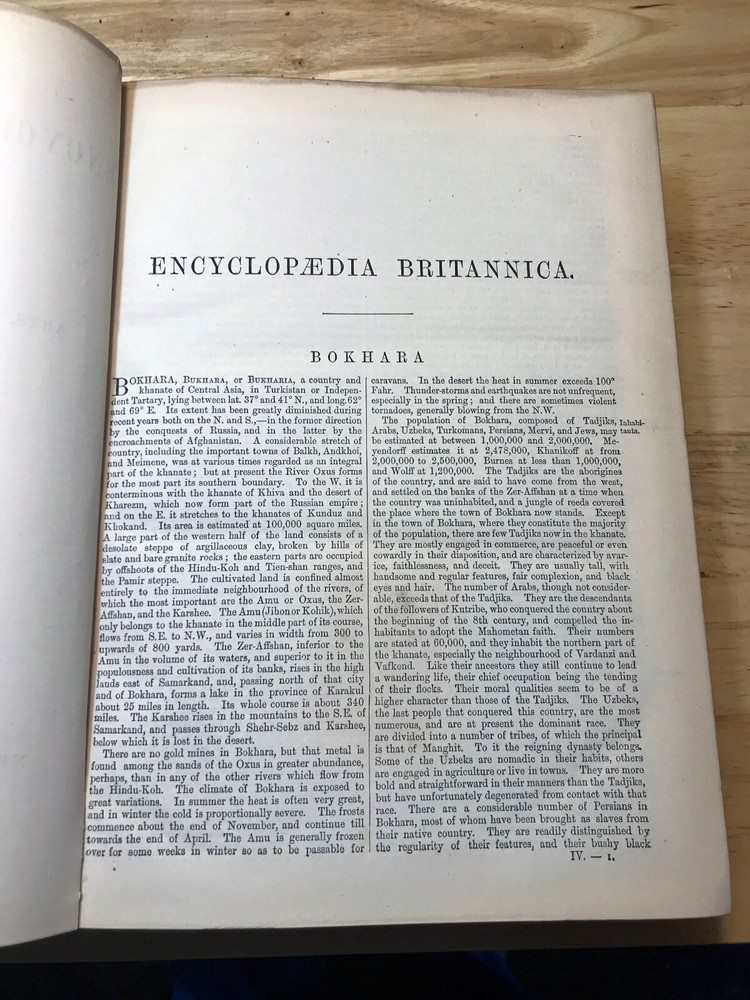 ENCYCLOPÆDIA BRITANNICA.
BOKHARA
BOKHARA, BUKHARA, or BUKHARIA, a country and
khanate of Central Asia, in Turkistan or Indepen-
dent Tartary, lying between lat. 37° and 41° N., and long. 62°
and 69° E. Its extent has been greatly diminished during
recent years both on the N. and S.,—in the former direction
by the conquests of Russia, and in the latter by the
encroachments of Afghanistan. A considerable stretch of
country, including the important towns of Balkh, Andkhoi,
and Meimene, was at various times regarded as an integral
part of the khanate; but at present the River Oxus forms
for the most part its southern boundary. To the W. it is
conterminous with the khanate of Khiva and the desert of
Kharezm, which now form part of the Russian empire;
and on the E. it stretches to the khanates of Kunduz and
Khokand. Its area is estimated at 100,000 square miles.
A large part of the western half of the land consists of a
desolate steppe of argillaceous clay, broken by hills of
slate and bare granite rocks; the eastern parts are occupied
by offshoots of the Hindu-Koh and Tien-shan ranges, and
the Pamir steppe. The cultivated land is confined almost
entirely to the immediate neighbourhood of the rivers, of
which the most important are the Amu or Oxus, the Zer-
Affshan, and the Karshee. The Amu (Jihon or Kohik), which
only belongs to the khanate in the middle part of its course,
flows from S.E. to N.W., and varies in width from 300 to
upwards of 800 yards. The Zer-Affshan, inferior to the
Amu in the volume of its waters, and superior to it in the
populousness and cultivation of its banks, rises in the high
lands east of Samarkand, and, passing north of that city
and of Bokhara, forms a lake in the province of Karakul
about 25 miles in length. Its whole course is about 340
miles. The Karshee rises in the mountains to the S.E. of
Samarkand, and passes through Shehr-Sebz and Karshee,
below which it is lost in the desert.
There are no gold mines in Bokhara, but that metal is
found among the sands of the Oxus in greater abundance,
perhaps, than in any of the other rivers which flow from
the Hindu-Koh. The climate of Bokhara is exposed to
great variations. In summer the heat is often very great,
and in winter the cold is proportionally severe. The frosts
commence about the end of November, and continue till
towards the end of April. The Amu is generally frozen
over for some weeks in winter so as to be passable for
caravans. In the desert the heat in summer exceeds 100°
Fahr. Thunder-storms and earthquakes are not unfrequent,
especially in the spring; and there are sometimes violent
tornadoes, generally blowing from the N.W.
The population of Bokhara, composed of Tadjiks, Inhabi-
Arabs, Uzbeks, Turkomans, Persians, Mervi, and Jews, may tants.
be estimated at between 1,000,000 and 2,000,000. Me-
yendorff estimates it at 2,478,000, Khanikoff at from
2,000,000 to 2,500,000, Burnes at less than 1,000,000,
and Wolff at 1,200,000. The Tadjiks are the aborigines
of the country, and are said to have come from the west,
and settled on the banks of the Zer-Affshan at a time when
the country was uninhabited, and a jungle of reeds covered
the place where the town of Bokhara now stands. Except
in the town of Bokhara, where they constitute the majority
of the population, there are few Tadjiks now in the khanate.
They are mostly engaged in commerce, are peaceful or even
cowardly in their disposition, and are characterized by avar-
ice, faithlessness, and deceit. They are usually tall, with
handsome and regular features, fair complexion, and black
eyes and hair. The number of Arabs, though not consider-
able, exceeds that of the Tadjiks. They are the descendants
of the followers of Kutribe, who conquered the country about
the beginning of the 8th century, and compelled the in-
habitants to adopt the Mahometan faith. Their numbers
are stated at 60,000, and they inhabit the northern part of
the khanate, especially the neighbourhood of Vardanzi and
Vafkend. Like their ancestors they still continue to lead
a wandering life, their chief occupation being the tending
of their flocks. Their moral qualities seem to be of a
higher character than those of the Tadjiks. The Uzbeks,
the last people that conquered this country, are the most
numerous, and are at present the dominant race. They
are divided into a number of tribes, of which the principal
is that of Manghit. To it the reigning dynasty belongs.
Some of the Uzbeks are nomadic in their habits, others
are engaged in agriculture or live in towns. They are more
bold and straightforward in their manners than the Tadjiks,
but have unfortunately degenerated from contact with that
race. There are a considerable number of Persians in
Bokhara, most of whom have been brought as slaves from
their native country. They are readily distinguished by
the regularity of their features, and their bushy black
IV. — 1.